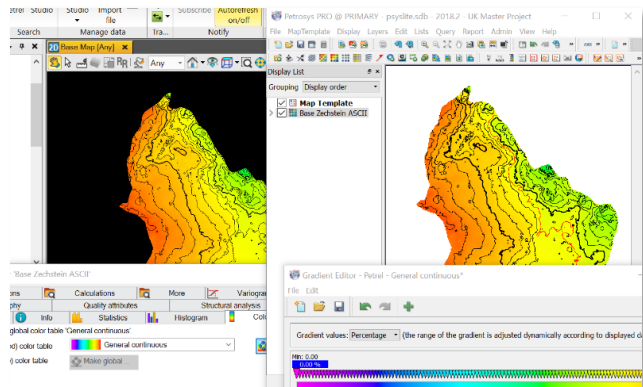 Studio
Studio
Import
file
Search
Manage data
Tra...
Subscribe
Autorefresh
on/off
Notify
2D Base Map [Any]
Any
Petrosys PRO @ PRIMARY - psyslite.sdb - 2018.2 - UK Master Project
File MapTemplate Display Layers Edit Lists Query Report Admin View Help
Display List
Grouping Display order
Map Template
Base Zechstein ASCII
'Base Zechstein ASCII'
Calculations
More
Quality attributes
Structural analysis
Info
Statistics
Histogram
global color table 'General continuous'
color table
General continuous
color table
Make global ...
Gradient Editor - Petrel - General continuous*
File Edit
Gradient values: Percentage (the range of the gradient is adjusted dynamically according to displayed
Min: 0.00
0.00 %